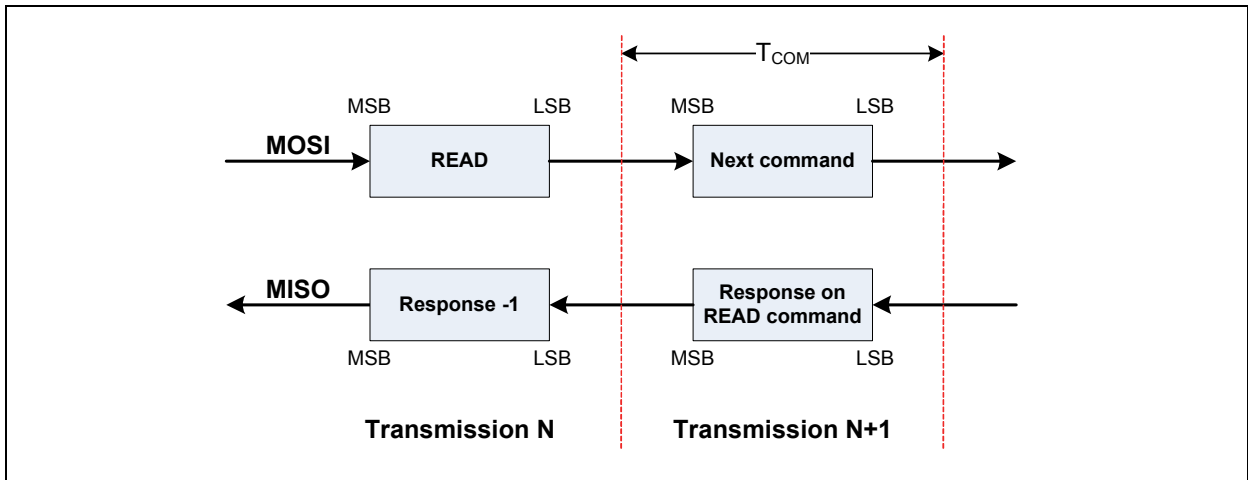 T_COM
MSB LSB MSB LSB
MOSI READ Next command
MISO Response -1 Response on
READ command
MSB LSB MSB LSB
Transmission N Transmission N+1